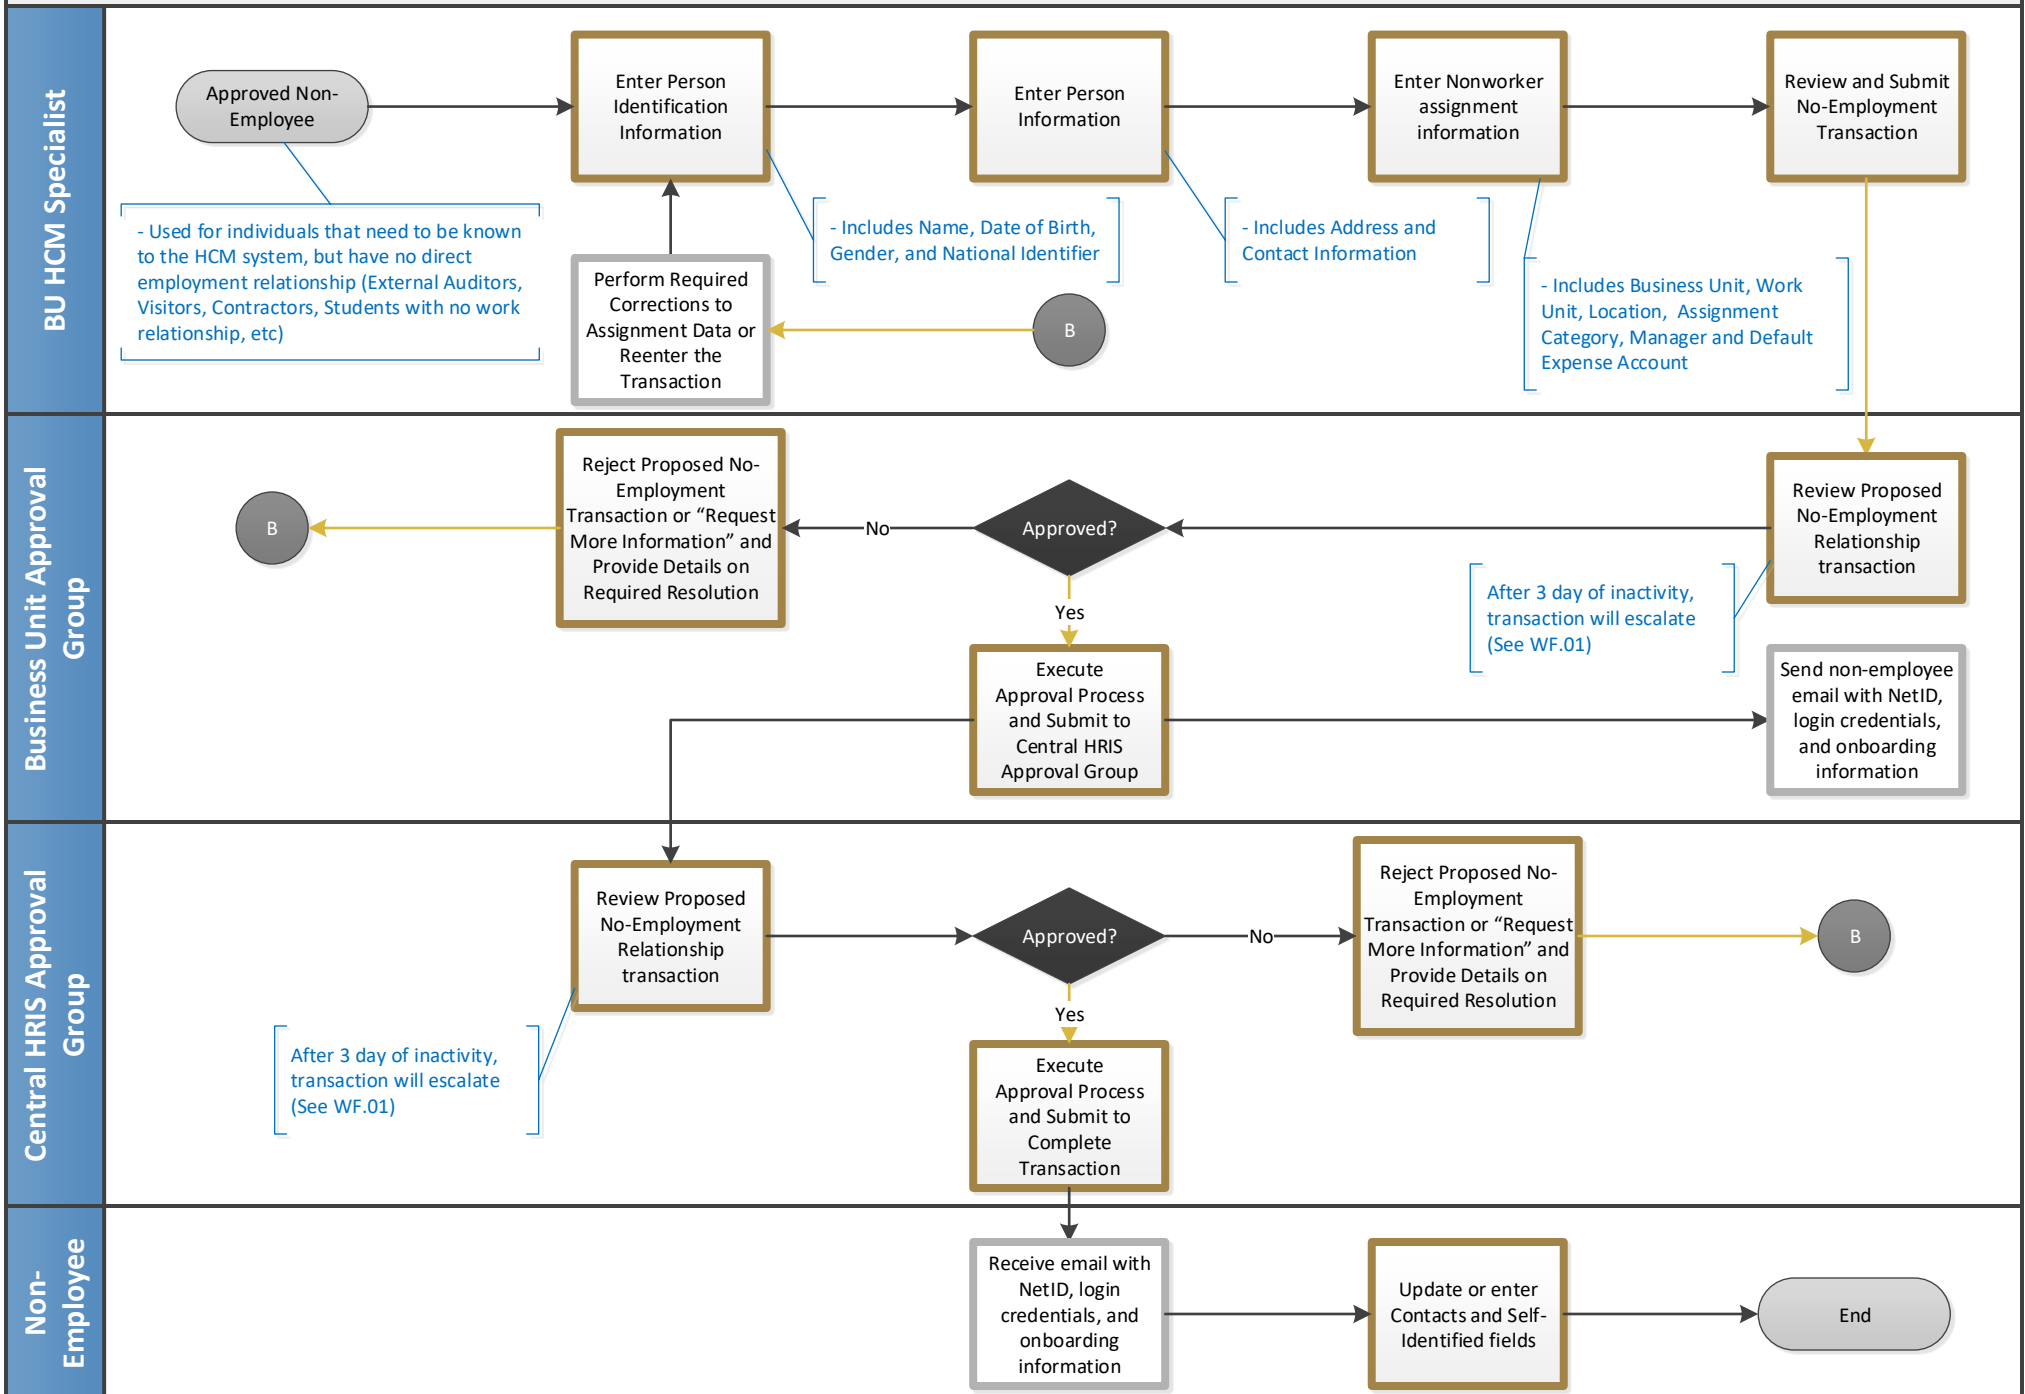 BU HCM Specialist
Approved Non-
Employee
Enter Person
Identification
Information
Enter Person
Information
Enter Nonworker
assignment
information
Review and Submit
No-Employment
Transaction
- Used for individuals that need to be known
to the HCM system, but have no direct
employment relationship (External Auditors,
Visitors, Contractors, Students with no work
relationship, etc)
- Includes Name, Date of Birth,
Gender, and National Identifier
- Includes Address and
Contact Information
- Includes Business Unit, Work
Unit, Location,  Assignment
Category, Manager and Default
Expense Account
Perform Required
Corrections to
Assignment Data or
Reenter the
Transaction
B
Business Unit Approval
Group
B
Reject Proposed No-
Employment
Transaction or “Request
More Information” and
Provide Details on
Required Resolution
No
Approved?
Yes
Review Proposed
No-Employment
Relationship
transaction
After 3 day of inactivity,
transaction will escalate
(See WF.01)
Execute
Approval Process
and Submit to
Central HRIS
Approval Group
Send non-employee
email with NetID,
login credentials,
and onboarding
information
Central HRIS Approval
Group
Review Proposed
No-Employment
Relationship
transaction
After 3 day of inactivity,
transaction will escalate
(See WF.01)
Approved?
No
Yes
Reject Proposed No-
Employment
Transaction or “Request
More Information” and
Provide Details on
Required Resolution
B
Execute
Approval Process
and Submit to
Complete
Transaction
Non-
Employee
Receive email with
NetID, login
credentials, and
onboarding
information
Update or enter
Contacts and Self-
Identified fields
End